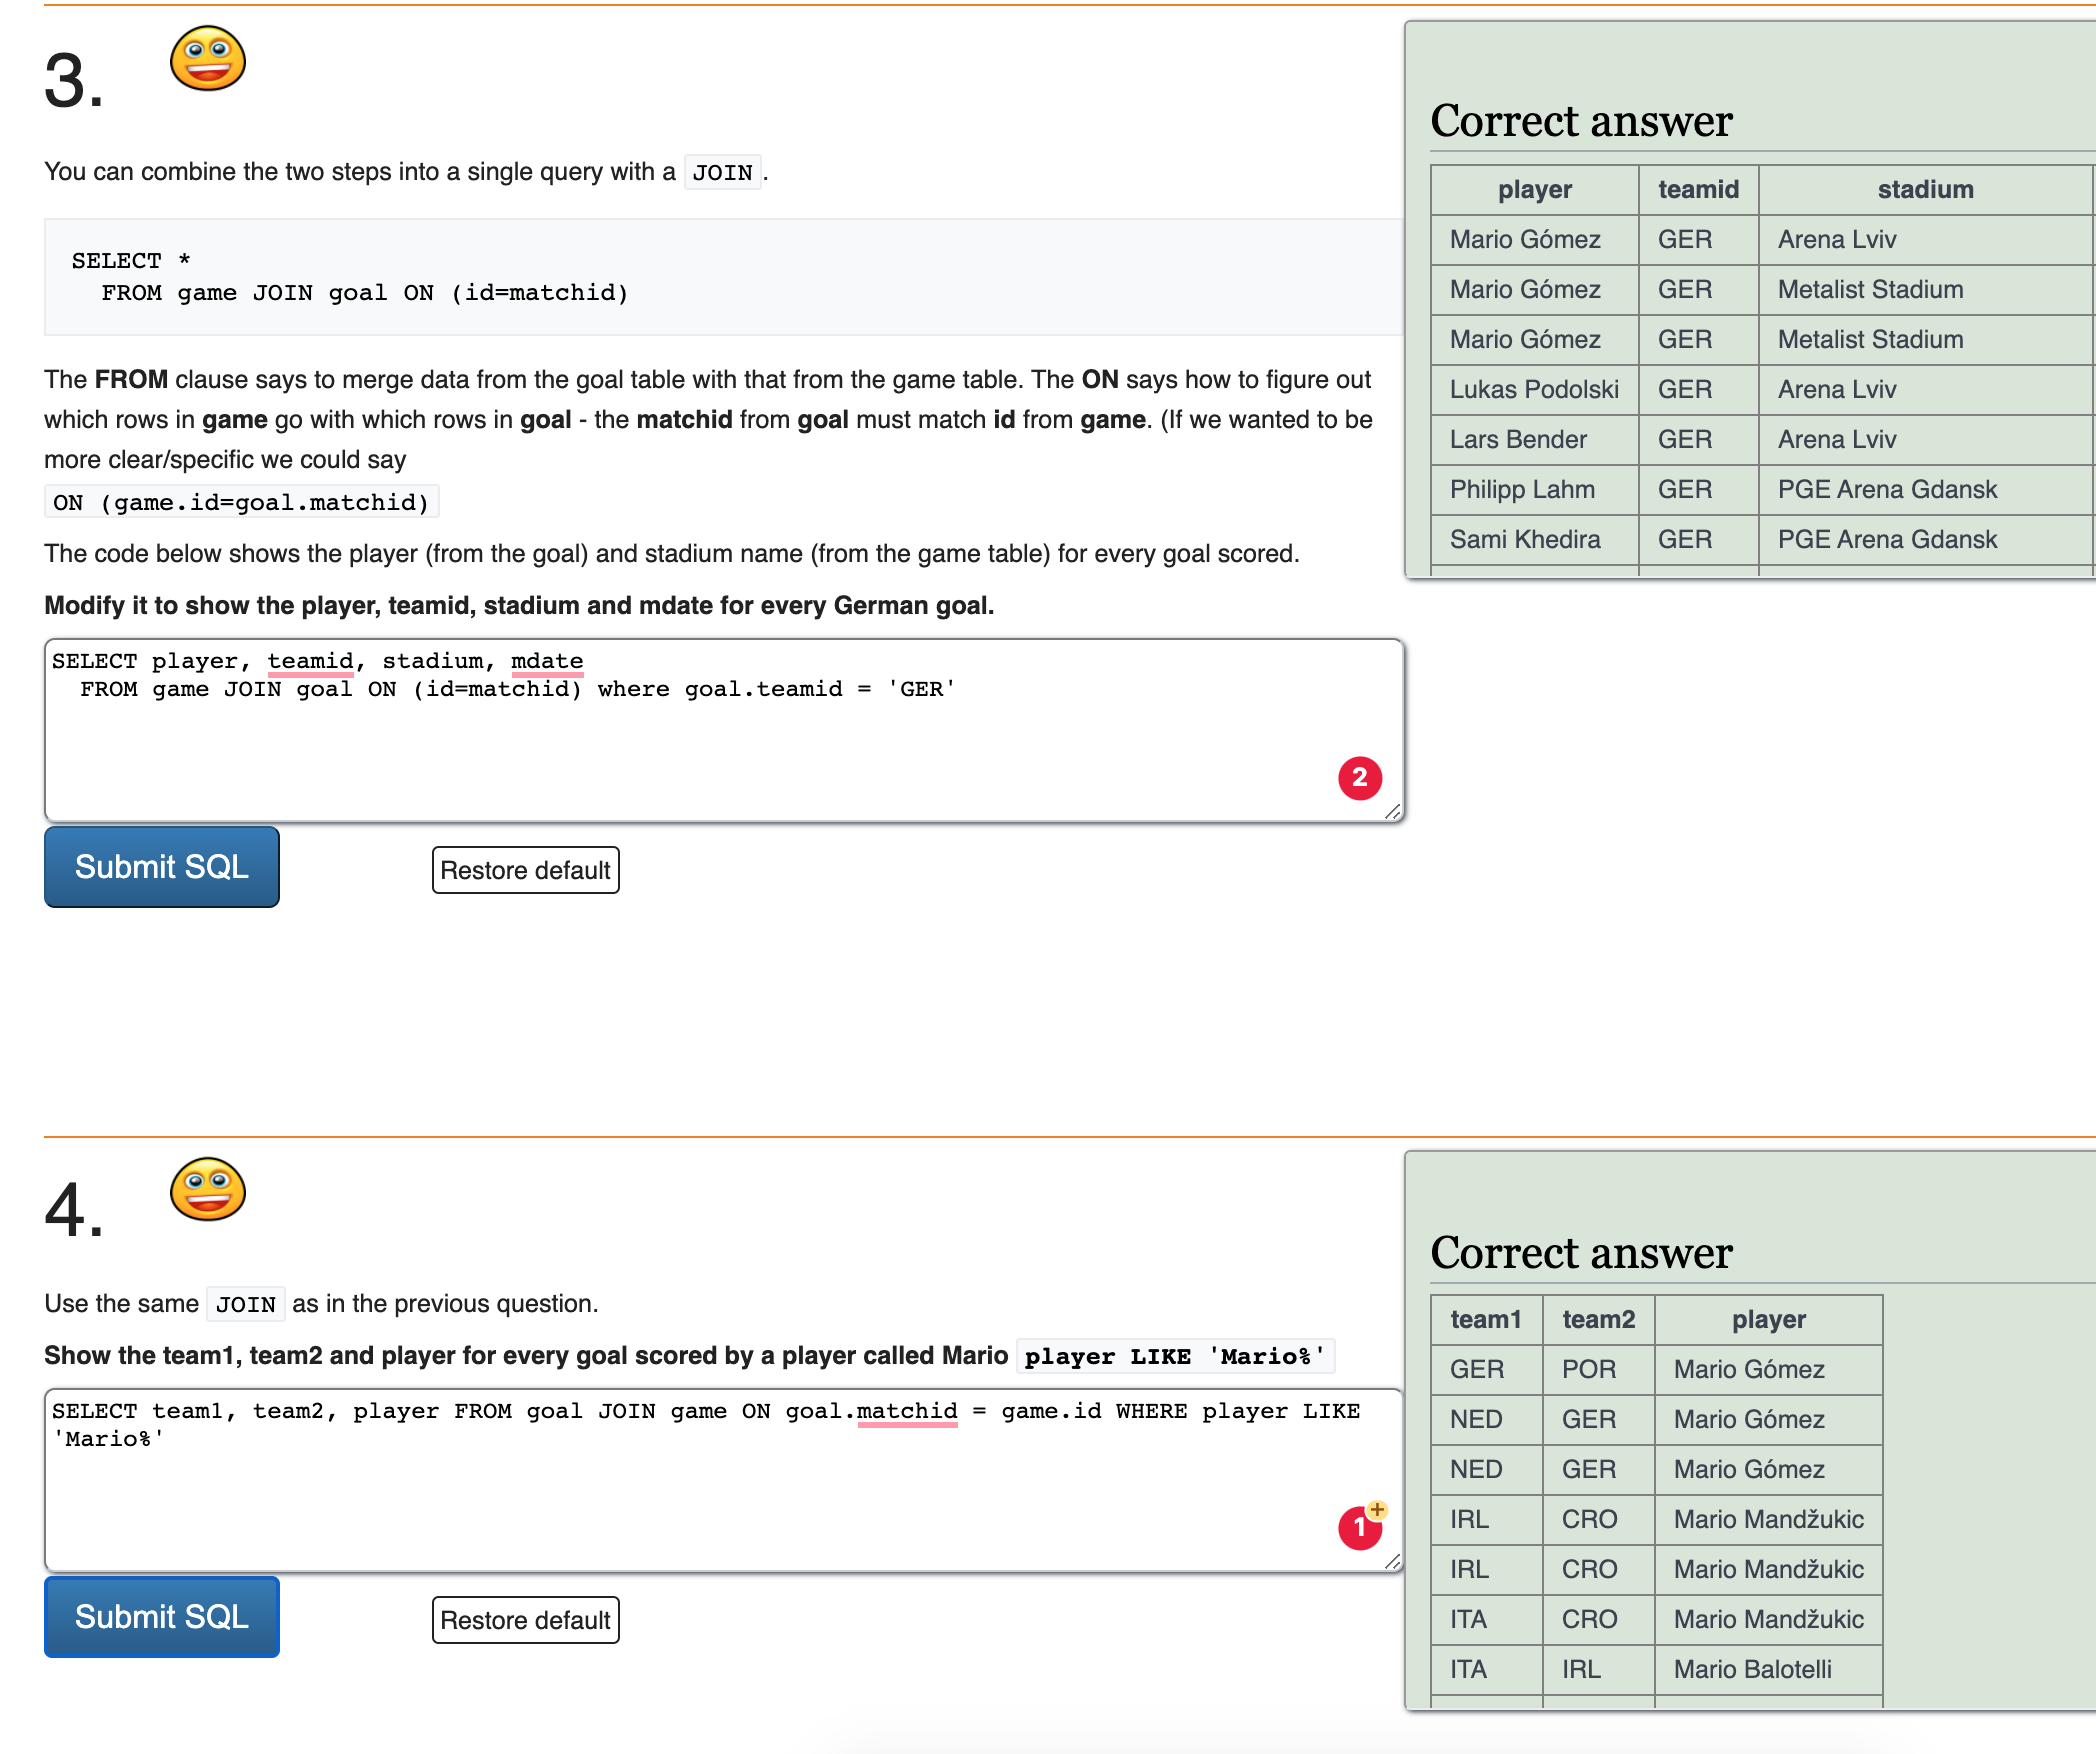 3.
You can combine the two steps into a single query with a JOIN.
SELECT *
  FROM game JOIN goal ON (id=matchid)
The FROM clause says to merge data from the goal table with that from the game table. The ON says how to figure out
which rows in game go with which rows in goal - the matchid from goal must match id from game. (If we wanted to be
more clear/specific we could say
ON (game.id=goal.matchid)
The code below shows the player (from the goal) and stadium name (from the game table) for every goal scored.
Modify it to show the player, teamid, stadium and mdate for every German goal.
SELECT player, teamid, stadium, mdate
  FROM game JOIN goal ON (id=matchid) where goal.teamid = 'GER'
2
Submit SQL
Restore default
Correct answer
player teamid stadium
Mario Gómez GER Arena Lviv
Mario Gómez GER Metalist Stadium
Mario Gómez GER Metalist Stadium
Lukas Podolski GER Arena Lviv
Lars Bender GER Arena Lviv
Philipp Lahm GER PGE Arena Gdansk
Sami Khedira GER PGE Arena Gdansk
4.
Use the same JOIN as in the previous question.
Show the team1, team2 and player for every goal scored by a player called Mario player LIKE 'Mario%'
SELECT team1, team2, player FROM goal JOIN game ON goal.matchid = game.id WHERE player LIKE
'Mario%'
1
+
Submit SQL
Restore default
Correct answer
team1 team2 player
GER POR Mario Gómez
NED GER Mario Gómez
NED GER Mario Gómez
IRL CRO Mario Mandžukic
IRL CRO Mario Mandžukic
ITA CRO Mario Mandžukic
ITA IRL Mario Balotelli